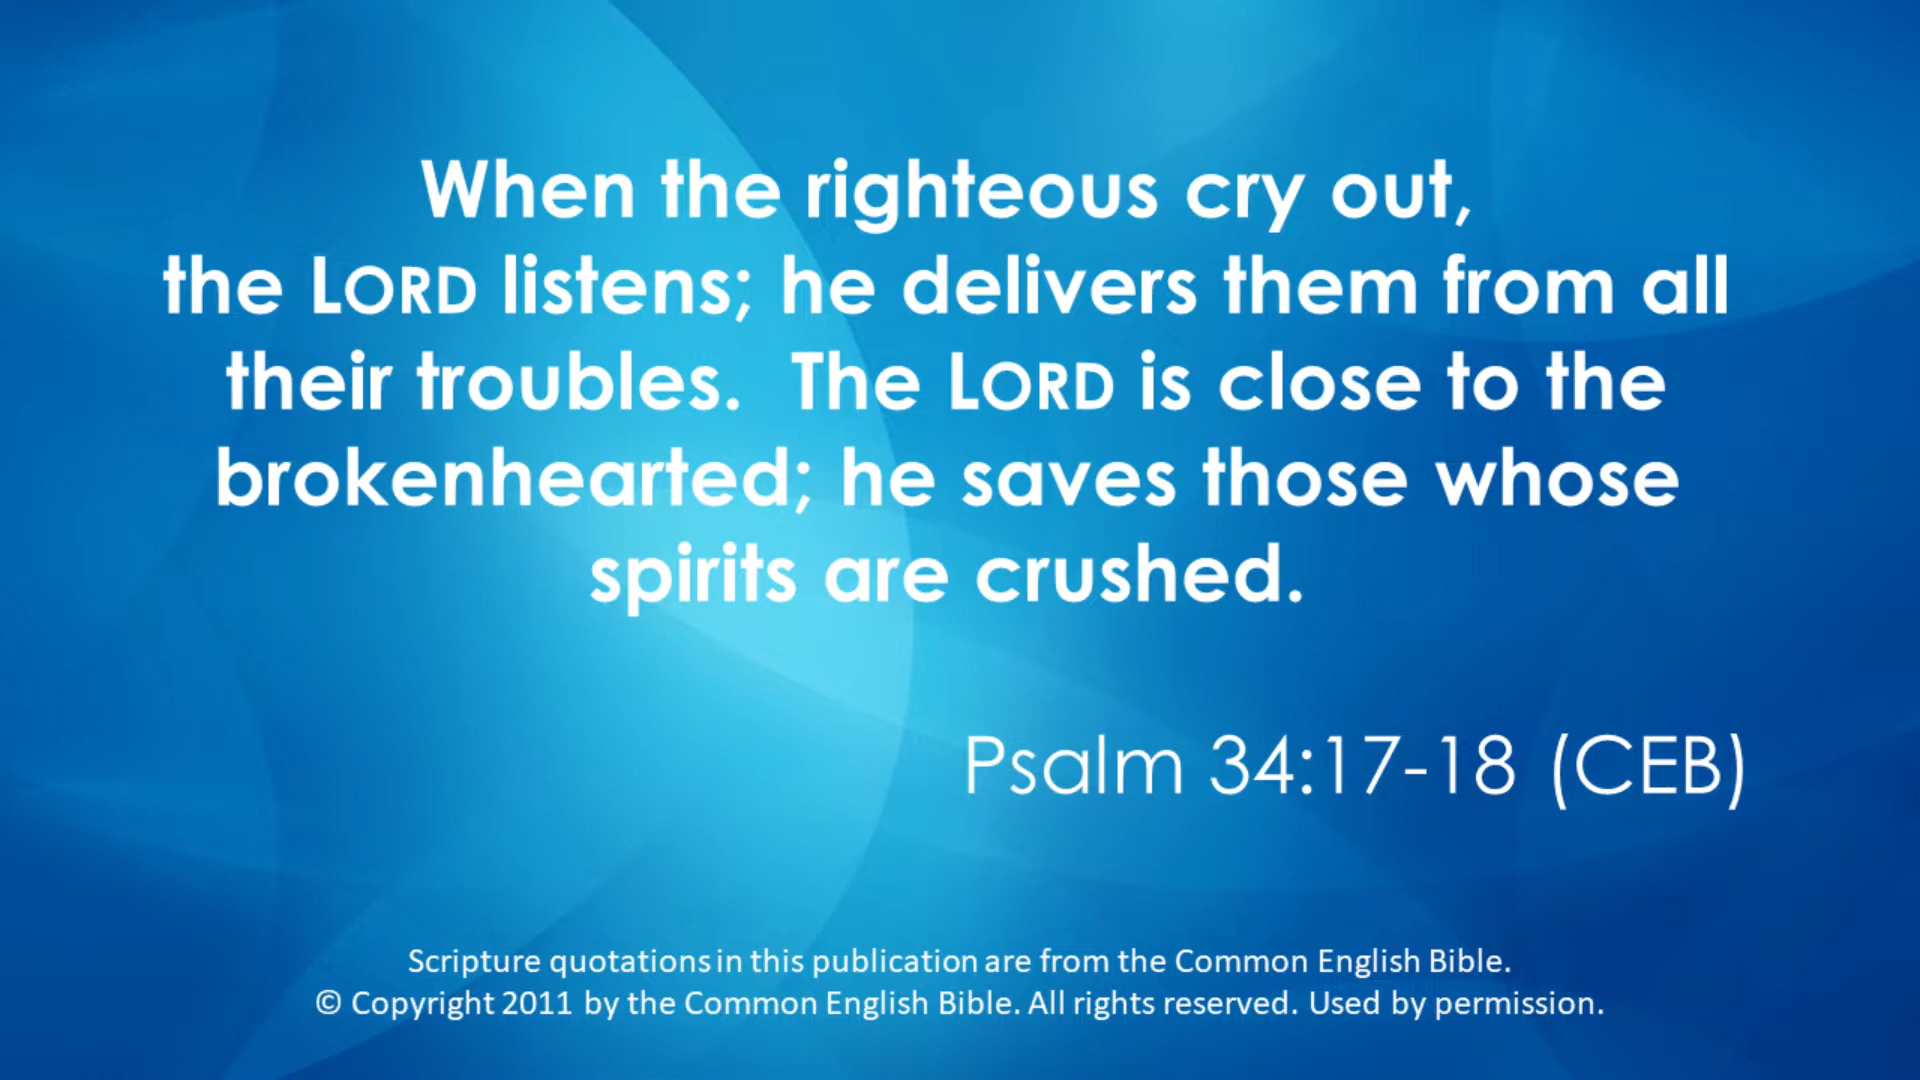 When the righteous cry out,
the LORD listens; he delivers them from all
their troubles.  The LORD is close to the
brokenhearted; he saves those whose
spirits are crushed.
Psalm 34:17-18 (CEB)
Scripture quotations in this publication are from the Common English Bible.
© Copyright 2011 by the Common English Bible. All rights reserved. Used by permission.